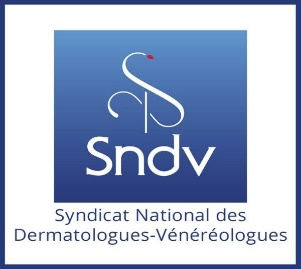 Sndv
Syndicat National des
Dermatologues-Vénéréologues